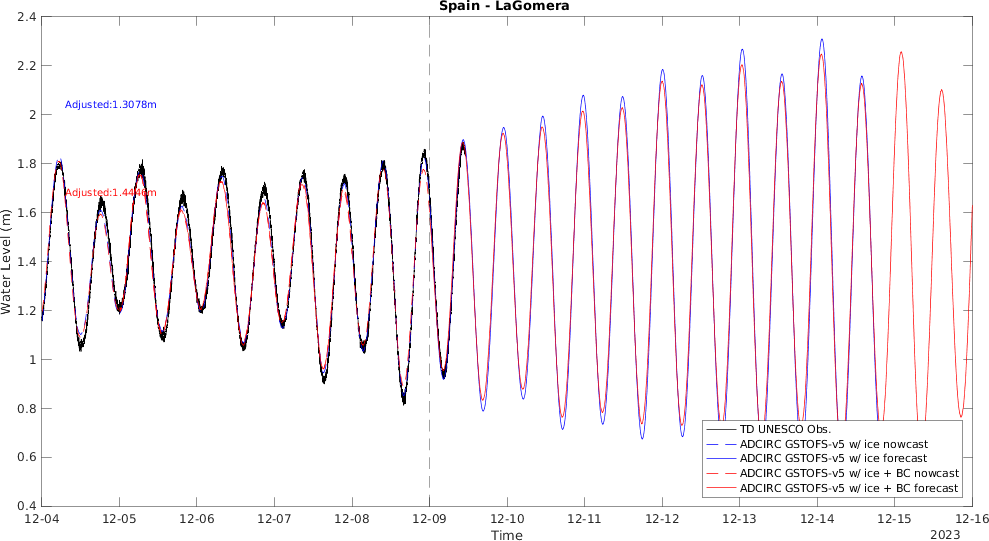 Spain - LaGomera
2.4
2.2
2
1.8
1.6
1.4
1.2
1
0.8
0.6
0.4
Water Level (m)
Adjusted:1.3078m
Adjusted:1.4446m
TD UNESCO Obs.
ADCIRC GSTOFS-v5 w/ ice nowcast
ADCIRC GSTOFS-v5 w/ ice forecast
ADCIRC GSTOFS-v5 w/ ice + BC nowcast
ADCIRC GSTOFS-v5 w/ ice + BC forecast
12-04 12-05 12-06 12-07 12-08 12-09 12-10 12-11 12-12 12-13 12-14 12-15 12-16
Time
2023